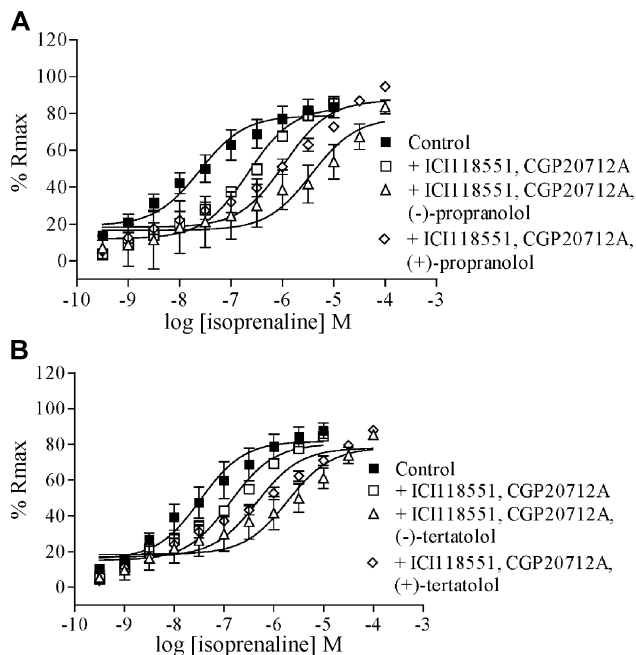 A
120
100
80
60
40
20
0
% Rmax
-10 -9 -8 -7 -6 -5 -4 -3
log [isoprenaline] M
Control
+ ICI118551, CGP20712A
+ ICI118551, CGP20712A,
(-)-propranolol
+ ICI118551, CGP20712A,
(+)-propranolol
B
120
100
80
60
40
20
0
% Rmax
-10 -9 -8 -7 -6 -5 -4 -3
log [isoprenaline] M
Control
+ ICI118551, CGP20712A
+ ICI118551, CGP20712A,
(-)-tertatolol
+ ICI118551, CGP20712A,
(+)-tertatolol